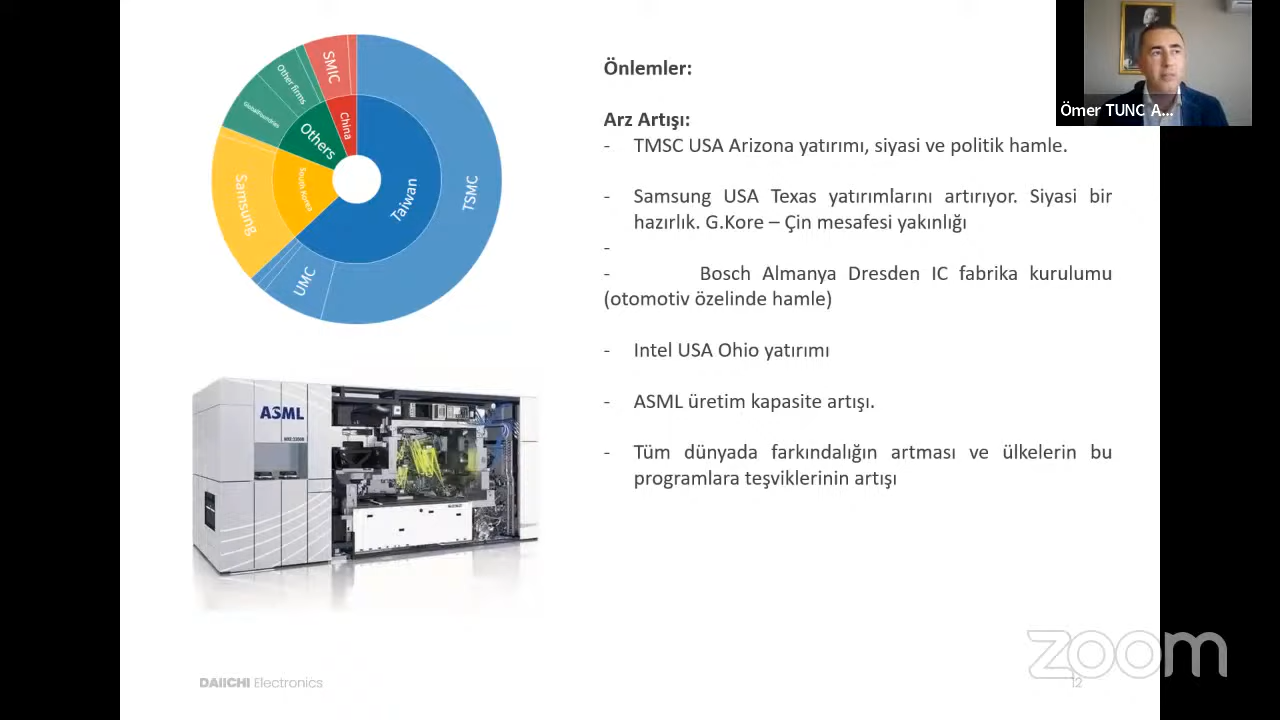 SMIC
Other firms
GlobalFoundries
China
Others
South Korea
Samsung
Taiwan
TSMC
UMC
Önlemler:
Arz Artışı:
- TMSC USA Arizona yatırımı, siyasi ve politik hamle.
- Samsung USA Texas yatırımlarını artırıyor. Siyasi bir
hazırlık. G.Kore – Çin mesafesi yakınlığı
-
- Bosch Almanya Dresden IC fabrika kurulumu
(otomotiv özelinde hamle)
- Intel USA Ohio yatırımı
- ASML üretim kapasite artışı.
- Tüm dünyada farkındalığın artması ve ülkelerin bu
programlara teşviklerinin artışı
Ömer TUNC A...
ASML
DAIICHI Electronics
zoom
12